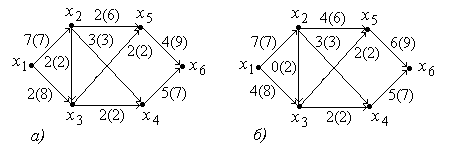 x₂ 2(6) x₅
7(7) 3(3) 4(9)
x₁ 2(2) 2(2) x₆
2(8) 5(7)
x₃ 2(2) x₄
а)
x₂ 4(6) x₅
7(7) 3(3) 6(9)
x₁ 0(2) 2(2) x₆
4(8) 5(7)
x₃ 2(2) x₄
б)